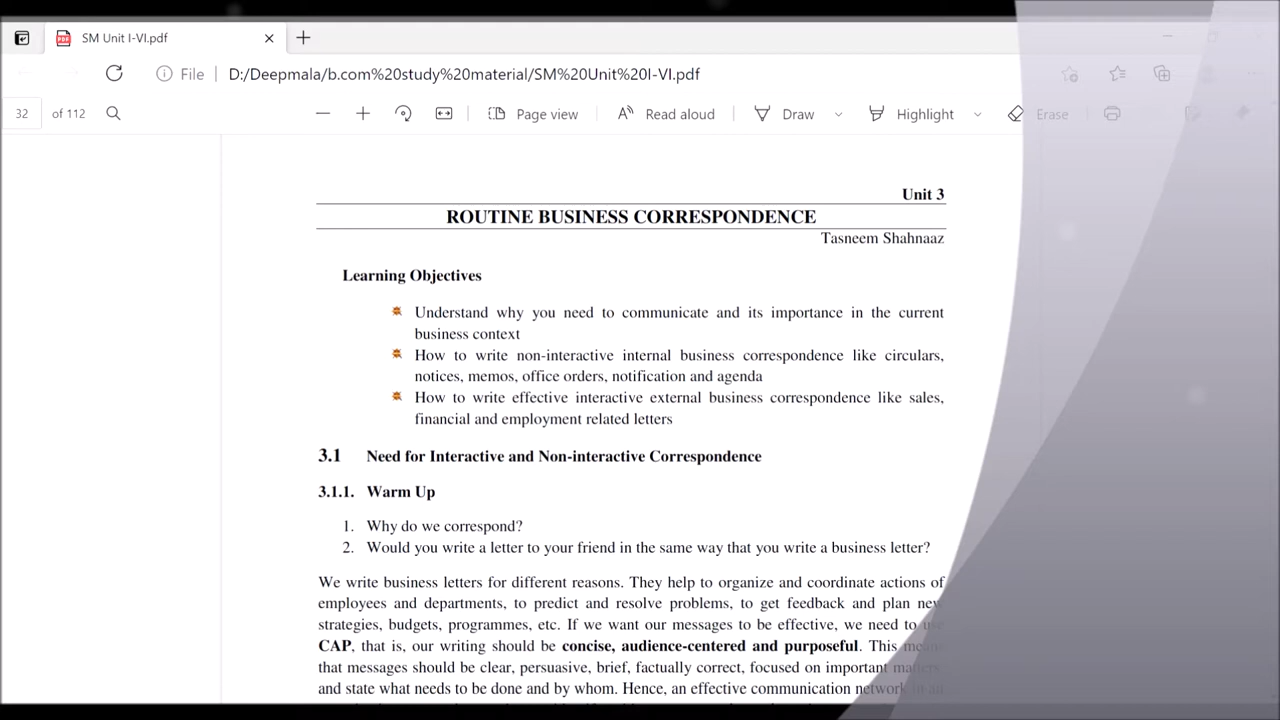 SM Unit I-VI.pdf
File D:/Deepmala/b.com%20study%20material/SM%20Unit%20I-VI.pdf
32 of 112 Page view Read aloud Draw Highlight Erase
Unit 3
ROUTINE BUSINESS CORRESPONDENCE
Tasneem Shahnaaz
Learning Objectives
Understand why you need to communicate and its importance in the current
business context
How to write non-interactive internal business correspondence like circulars,
notices, memos, office orders, notification and agenda
How to write effective interactive external business correspondence like sales,
financial and employment related letters
3.1 Need for Interactive and Non-interactive Correspondence
3.1.1. Warm Up
1. Why do we correspond?
2. Would you write a letter to your friend in the same way that you write a business letter?
We write business letters for different reasons. They help to organize and coordinate actions of
employees and departments, to predict and resolve problems, to get feedback and plan new
strategies, budgets, programmes, etc. If we want our messages to be effective, we need to use
CAP, that is, our writing should be concise, audience-centered and purposeful. This means
that messages should be clear, persuasive, brief, factually correct, focused on important matters,
and state what needs to be done and by whom. Hence, an effective communication network in an